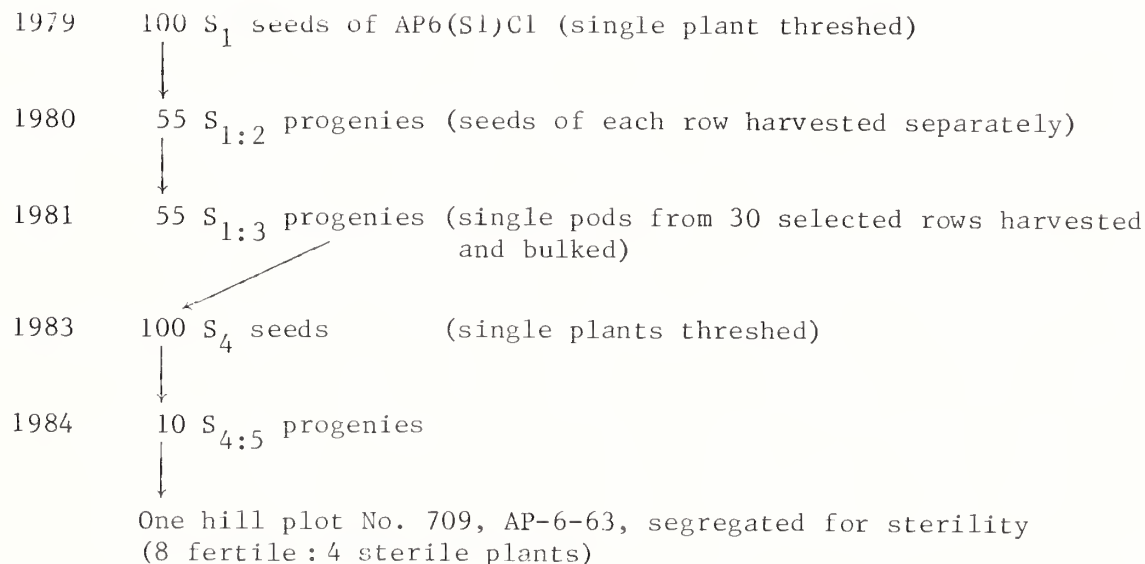 1979 100 S1 seeds of AP6(S1)C1 (single plant threshed)
1980 55 S1:2 progenies (seeds of each row harvested separately)
1981 55 S1:3 progenies (single pods from 30 selected rows harvested
and bulked)
1983 100 S4 seeds (single plants threshed)
1984 10 S4:5 progenies
One hill plot No. 709, AP-6-63, segregated for sterility
(8 fertile : 4 sterile plants)